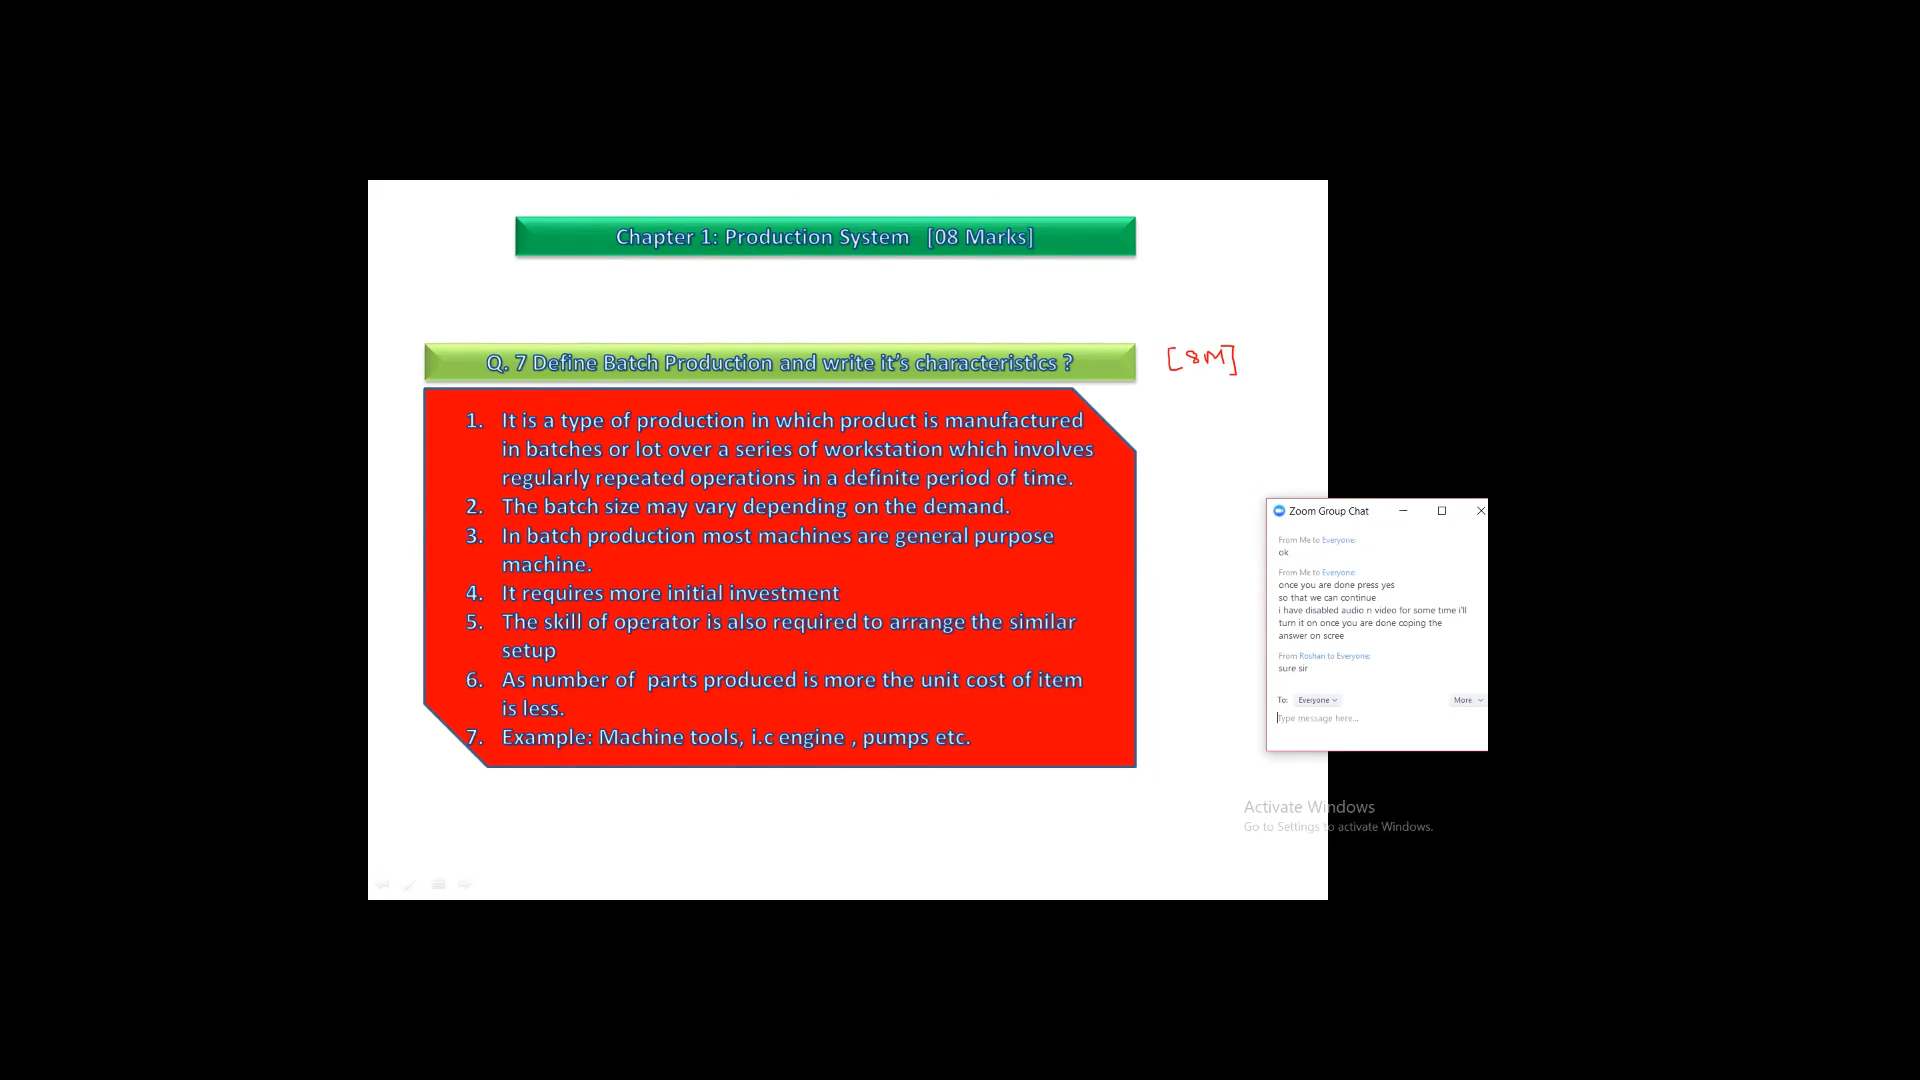 Chapter 1: Production System [08 Marks]
Q. 7 Define Batch Production and write it's characteristics ?
[8M]
1. It is a type of production in which product is manufactured
in batches or lot over a series of workstation which involves
regularly repeated operations in a definite period of time.
2. The batch size may vary depending on the demand.
3. In batch production most machines are general purpose
machine.
4. It requires more initial investment
5. The skill of operator is also required to arrange the similar
setup
6. As number of parts produced is more the unit cost of item
is less.
7. Example: Machine tools, i.c engine , pumps etc.
Zoom Group Chat
From Me to Everyone:
ok
From Me to Everyone:
once you are done press yes
so that we can continue
i have disabled audio n video for some time i'll
turn it on once you are done coping the
answer on scree
From Roshan to Everyone:
sure sir
To: Everyone More
Type message here...
Activate Windows
Go to Settings to activate Windows.